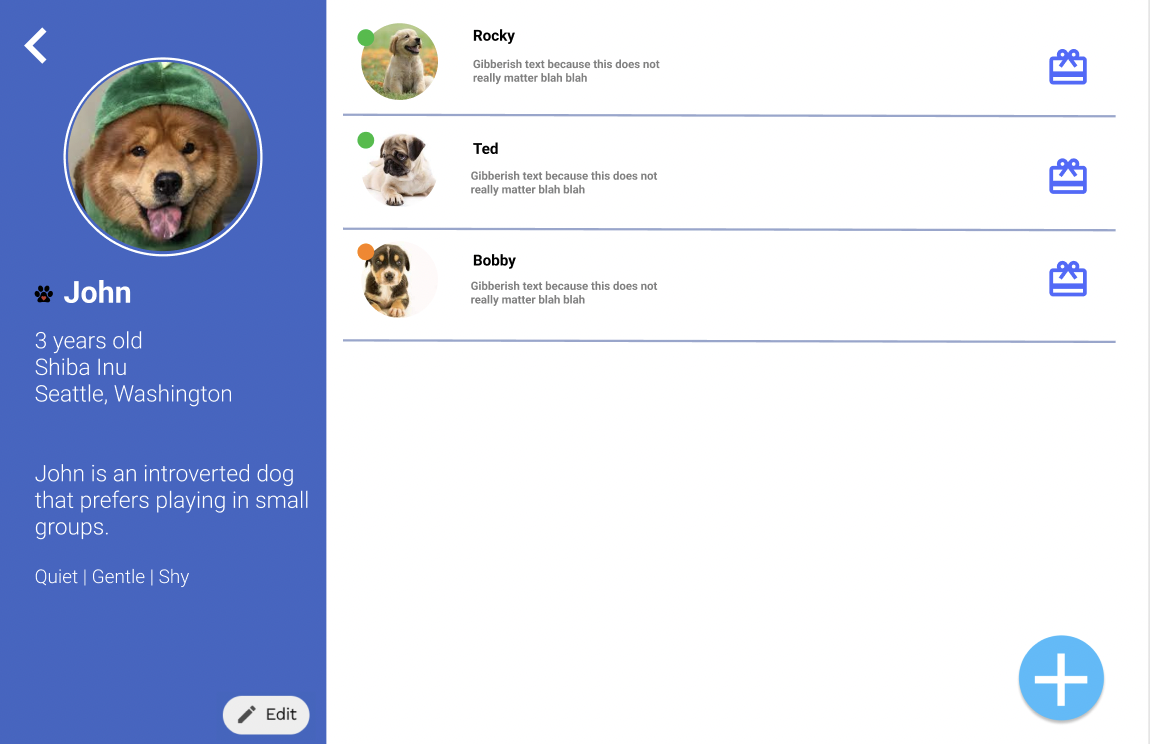 John
3 years old
Shiba Inu
Seattle, Washington
John is an introverted dog
that prefers playing in small
groups.
Quiet | Gentle | Shy
Edit
Rocky
Gibberish text because this does not
really matter blah blah
Ted
Gibberish text because this does not
really matter blah blah
Bobby
Gibberish text because this does not
really matter blah blah